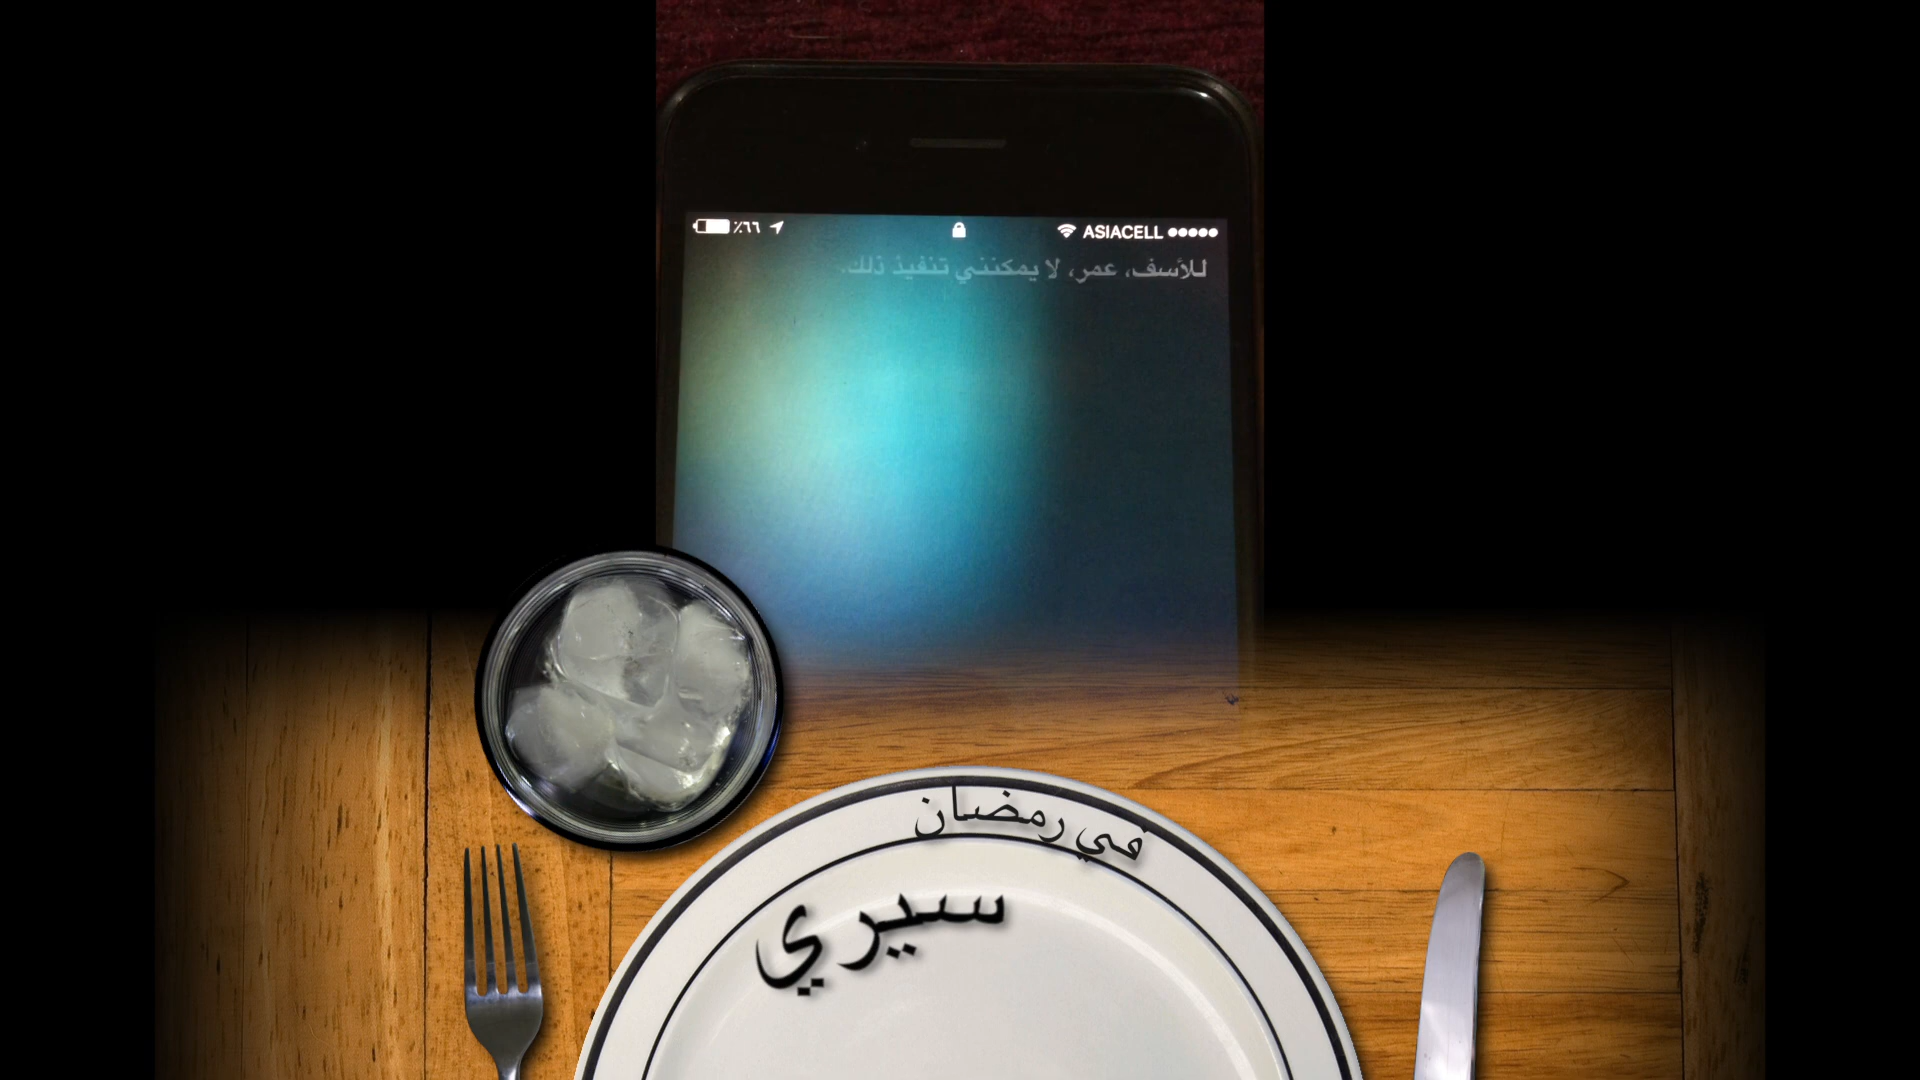 ٪٦٦ ASIACELL
للأسف، عمر، لا يمكنني تنفيذ ذلك.
في رمضان
سيري